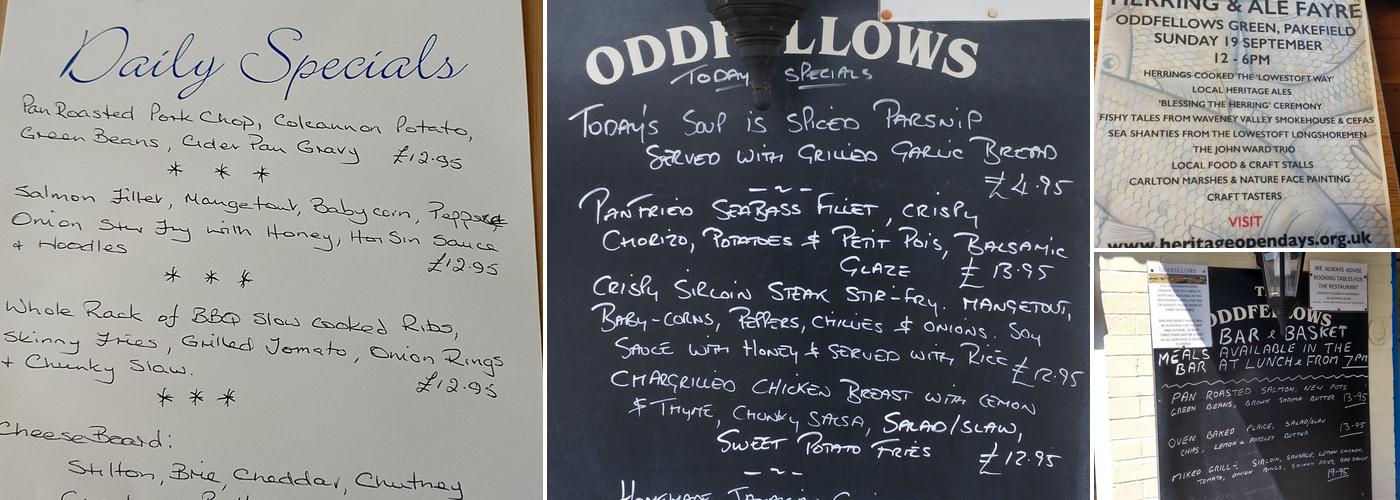 Daily Specials
Pan Roasted Pork Chop, Colcannon Potato,
Green Beans, Cider Pan Gravy £12.95
* * *
Salmon Fillet, Mangetout, Baby corn, Pepper
Onion Stir Fry with Honey, Hoi Sin Sauce
& Noodles £12.95
* * *
Whole Rack of BBQ Slow Cooked Ribs,
Skinny Fries, Grilled Tomato, Onion Rings
& Chunky Slaw. £12.95
* * *
Cheese Board:
Stilton, Brie, Cheddar, Chutney
ODDFELLOWS
TODAY SPECIALS
TODAY'S SOUP IS SPICED PARSNIP
SERVED WITH GRILLED GARLIC BREAD
£4.95
PANFRIED SEABASS FILLET, CRISPY
CHORIZO, POTATOES & PETIT POIS, BALSAMIC
GLAZE £13.95
CRISPY SIRLOIN STEAK STIR-FRY. MANGETOUT,
BABY-CORNS, PEPPERS, CHILLIES & ONIONS. SOY
SAUCE WITH HONEY & SERVED WITH RICE £12.95
CHARGRILLED CHICKEN BREAST WITH LEMON
& THYME, CHUNKY SALSA, SALAD/SLAW,
SWEET POTATO FRIES £12.95
HERRING & ALE FAYRE
ODDFELLOWS GREEN, PAKEFIELD
SUNDAY 19 SEPTEMBER
12 - 6PM
HERRINGS COOKED THE 'LOWESTOFT WAY'
LOCAL HERITAGE ALES
'BLESSING THE HERRING' CEREMONY
FISHY TALES FROM WAVENEY VALLEY SMOKEHOUSE & CEFAS
SEA SHANTIES FROM THE LOWESTOFT LONGSHOREMEN
THE JOHN WARD TRIO
LOCAL FOOD & CRAFT STALLS
CARLTON MARSHES & NATURE FACE PAINTING
CRAFT TASTERS
VISIT
www.heritageopendays.org.uk
ODDFELLOWS
WE ALWAYS ADVISE
BOOKING TABLES FOR
THE RESTAURANT
ODDFELLOWS
BAR & BASKET
MEALS AVAILABLE IN THE
BAR AT LUNCH & FROM 7PM
PAN ROASTED SALMON, NEW POTS
GREEN BEANS, BROWN SHRIMP BUTTER 13-95
OVEN BAKED PLAICE, SALAD/SLAW
CHIPS, LEMON & PARSLEY BUTTER 13-95
MIXED GRILL:- SIRLOIN, SAUSAGE, LEMON CHICKEN,
TOMATO, ONION RINGS, SKINNY FRIES, BBQ SAUCE
19-95